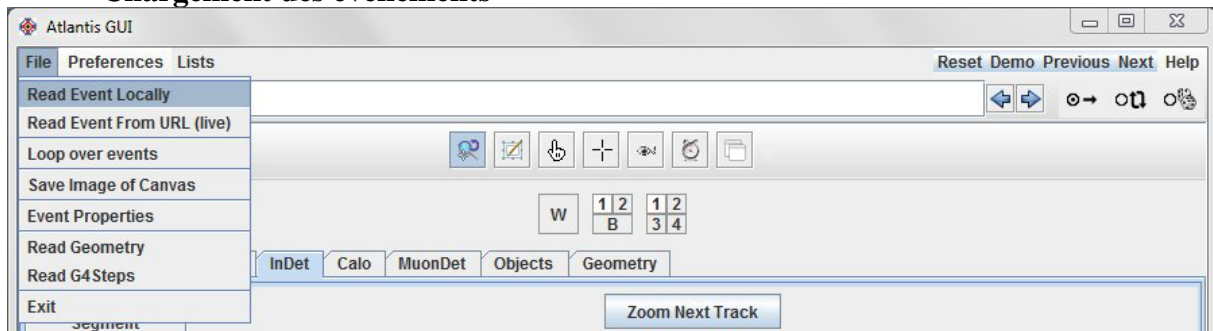 Chargement des événements
Atlantis GUI
File Preferences Lists Reset Demo Previous Next Help
Read Event Locally
Read Event From URL (live)
Loop over events
Save Image of Canvas
Event Properties
W 1 2 1 2
B 3 4
Read Geometry
InDet Calo MuonDet Objects Geometry
Read G4Steps
Exit
Zoom Next Track
Segment